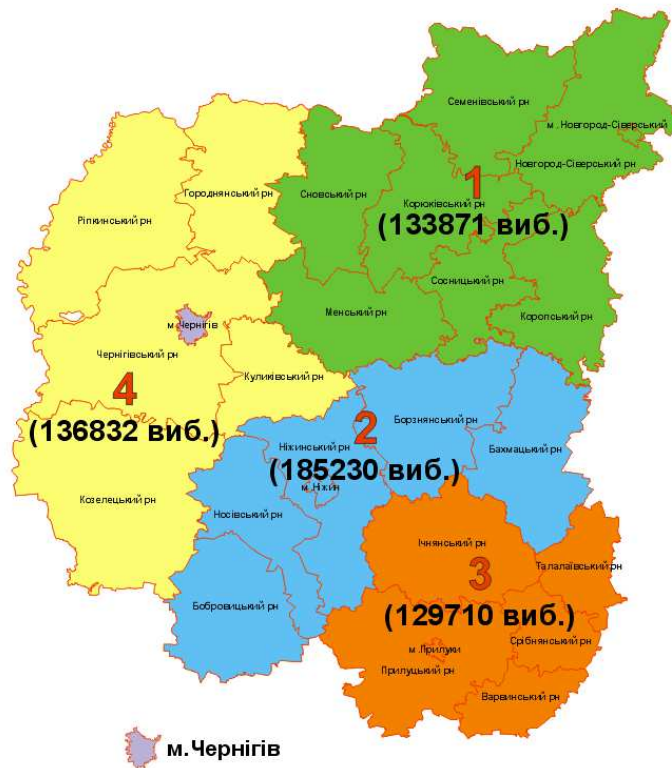 Семенівський рн
м.Новгород-Сіверський
Новгород-Сіверський рн
Городнянський рн
Сновський рн
1
Корюківський рн
Ріпкинський рн
(133871 виб.)
Сосницький рн
Менський рн
Коропський рн
м.Чернігів
Чернігівський рн
Куликівський рн
4
2
Борзнянський рн
(136832 виб.)
Ніжинський рн
Бахмацький рн
(185230 виб.)
м.Ніжин
Козелецький рн
Носівський рн
Ічнянський рн
Талалаївський рн
3
Бобровицький рн
(129710 виб.)
Срібнянський рн
м.Прилуки
Прилуцький рн
Варвинський рн
м.Чернігів